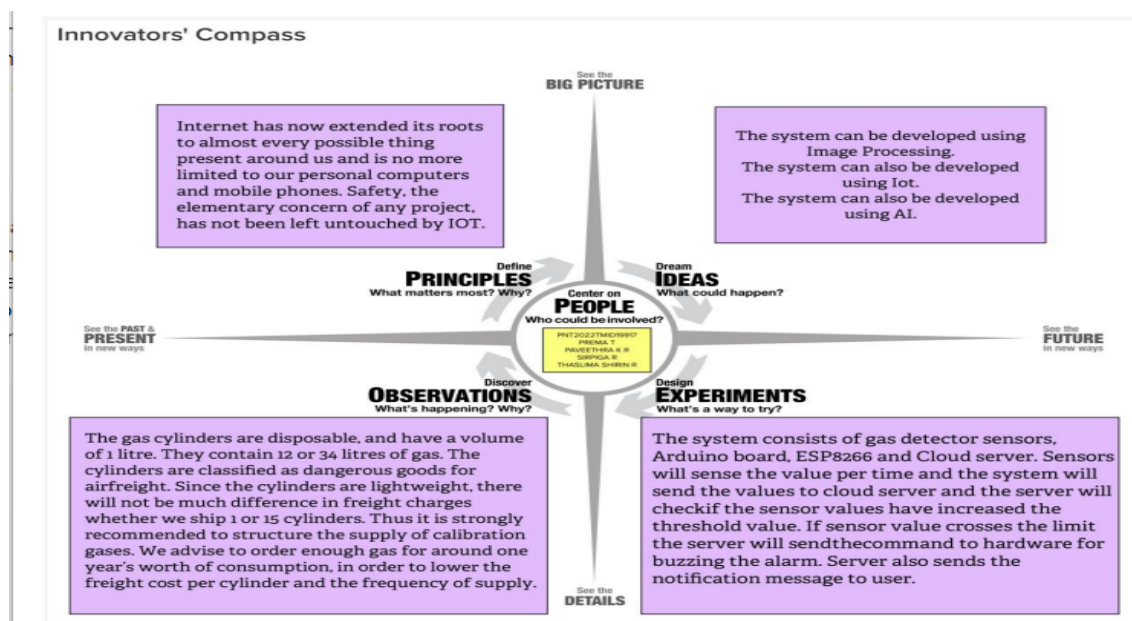 Innovators' Compass
See the
BIG PICTURE
Internet has now extended its roots
to almost every possible thing
present around us and is no more
limited to our personal computers
and mobile phones. Safety, the
elementary concern of any project,
has not been left untouched by IOT.
The system can be developed using
Image Processing.
The system can also be developed
using Iot.
The system can also be developed
using AI.
Define
PRINCIPLES
What matters most? Why?
Dream
IDEAS
What could happen?
Center on
PEOPLE
Who could be involved?
PNT2022TMID19917
PREMA T
PAVEETHRA K R
SIRPIGA R
THASLIMA SHIRIN R
See the PAST &
PRESENT
in new ways
See the
FUTURE
in new ways
Discover
OBSERVATIONS
What's happening? Why?
Design
EXPERIMENTS
What's a way to try?
The gas cylinders are disposable, and have a volume
of 1 litre. They contain 12 or 34 litres of gas. The
cylinders are classified as dangerous goods for
airfreight. Since the cylinders are lightweight, there
will not be much difference in freight charges
whether we ship 1 or 15 cylinders. Thus it is strongly
recommended to structure the supply of calibration
gases. We advise to order enough gas for around one
year's worth of consumption, in order to lower the
freight cost per cylinder and the frequency of supply.
The system consists of gas detector sensors,
Arduino board, ESP8266 and Cloud server. Sensors
will sense the value per time and the system will
send the values to cloud server and the server will
checkif the sensor values have increased the
threshold value. If sensor value crosses the limit
the server will sendthecommand to hardware for
buzzing the alarm. Server also sends the
notification message to user.
See the
DETAILS